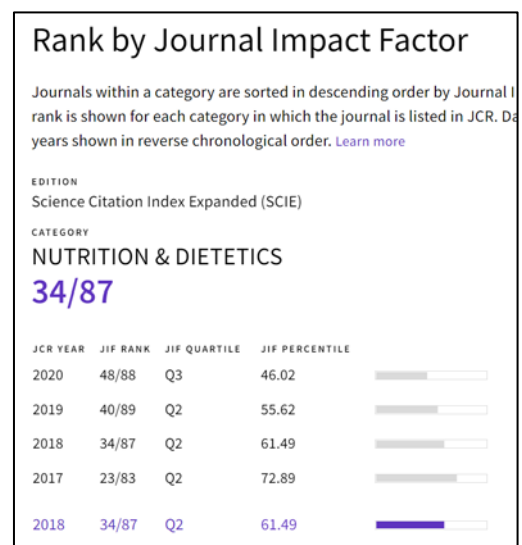 Rank by Journal Impact Factor
Journals within a category are sorted in descending order by Journal
rank is shown for each category in which the journal is listed in JCR.
years shown in reverse chronological order. Learn more
EDITION
Science Citation Index Expanded (SCIE)
CATEGORY
NUTRITION & DIETETICS
34/87
JCR YEAR JIF RANK JIF QUARTILE JIF PERCENTILE
2020 48/88 Q3 46.02
2019 40/89 Q2 55.62
2018 34/87 Q2 61.49
2017 23/83 Q2 72.89
2018 34/87 Q2 61.49